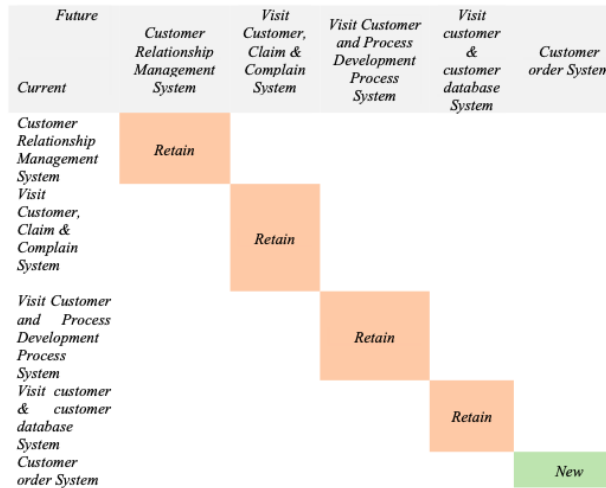 Future
Current
Customer
Relationship
Management
System
Visit
Customer,
Claim &
Complain
System
Visit Customer
and Process
Development
Process
System
Visit
customer
&
customer
database
System
Customer
order System
Customer
Relationship
Management
System
Retain
Visit
Customer,
Claim &
Complain
System
Retain
Visit Customer
and Process
Development
Process
System
Retain
Visit customer
& customer
database
System
Retain
Customer
order System
New